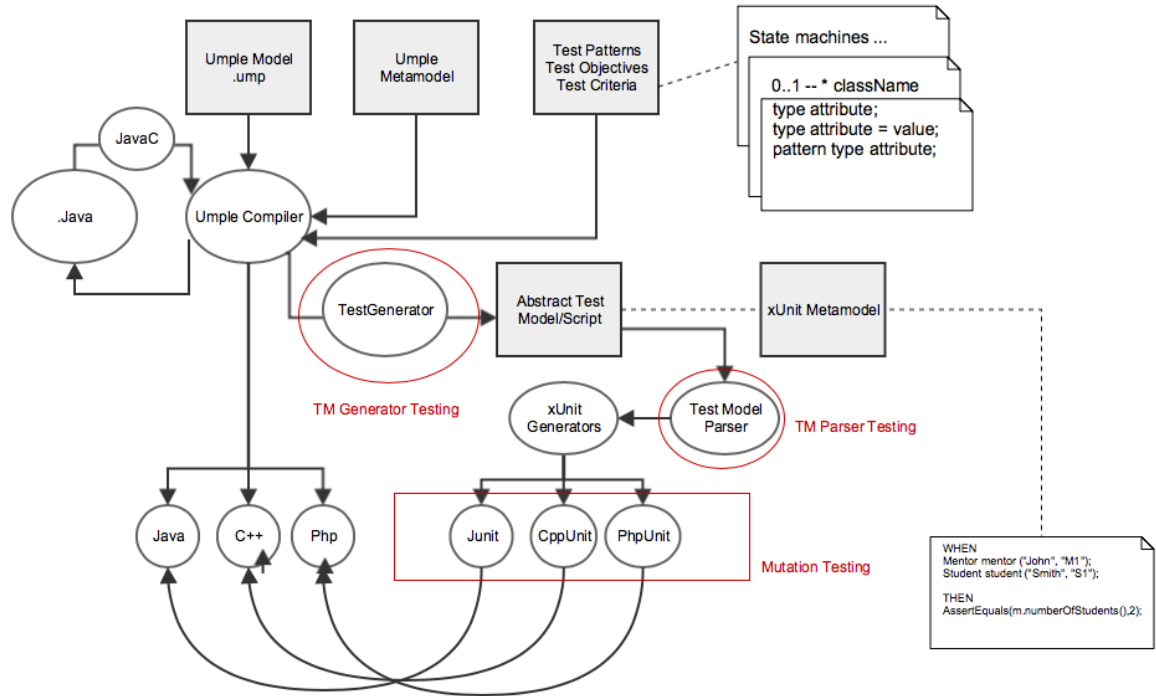 Umple Model
.ump
Umple
Metamodel
Test Patterns
Test Objectives
Test Criteria
State machines ...
0..1 -- * className
type attribute;
type attribute = value;
pattern type attribute;
JavaC
.Java
Umple Compiler
TestGenerator
Abstract Test
Model/Script
xUnit Metamodel
TM Generator Testing
xUnit
Generators
Test Model
Parser
TM Parser Testing
Java
C++
Php
Junit
CppUnit
PhpUnit
Mutation Testing
WHEN
Mentor mentor ("John", "M1");
Student student ("Smith", "S1");
THEN
AssertEquals(m.numberOfStudents(),2);